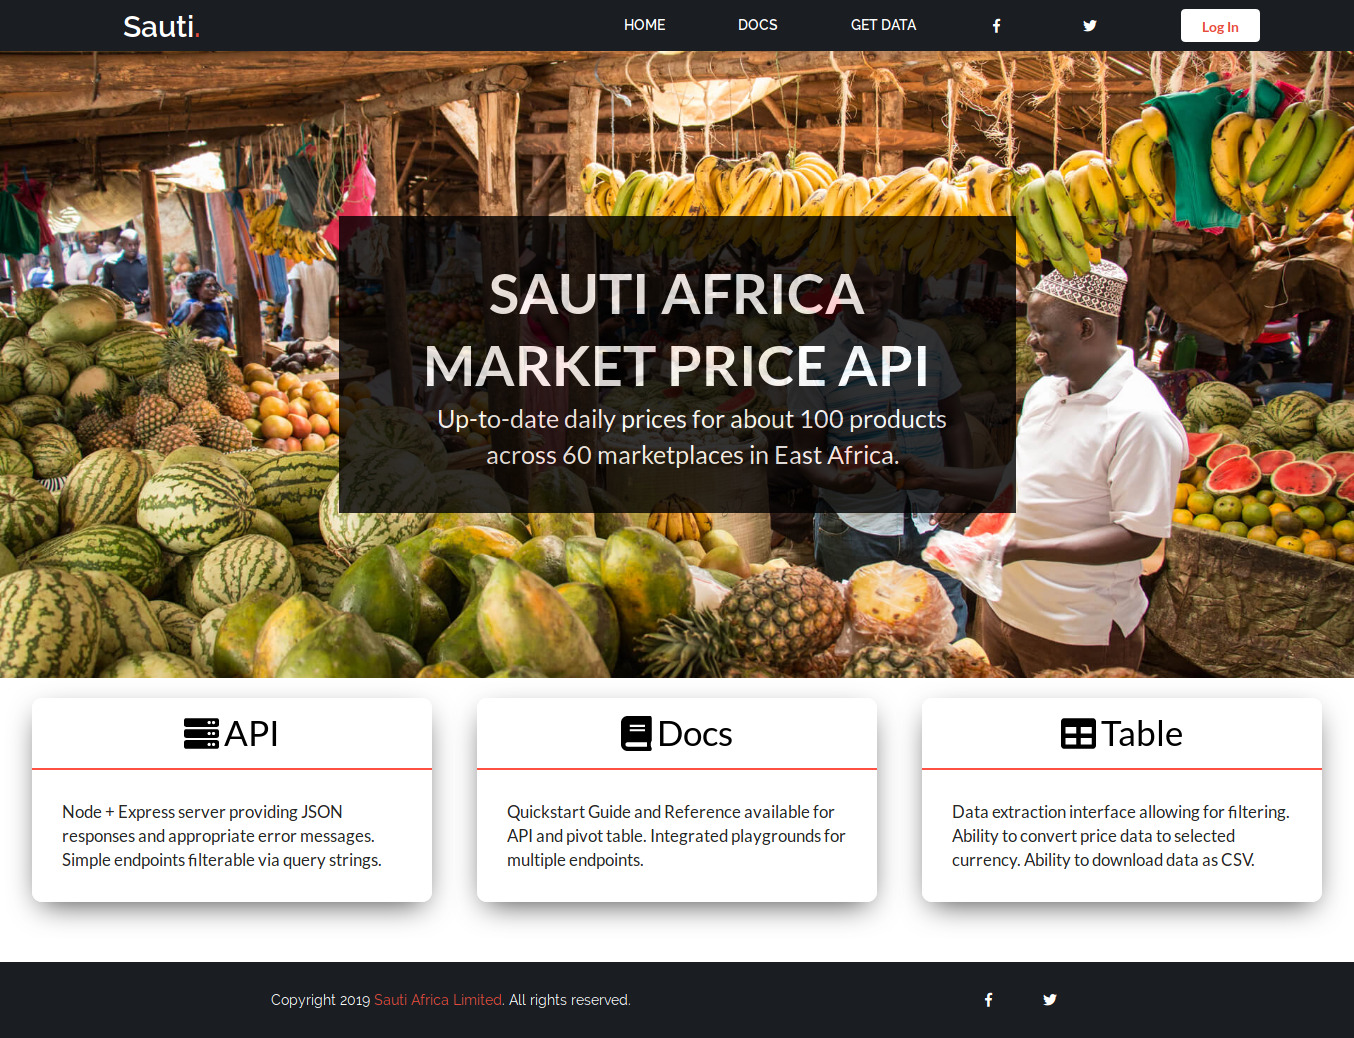 Sauti.
HOME
DOCS
GET DATA
Log In
SAUTI AFRICA
MARKET PRICE API
Up-to-date daily prices for about 100 products
across 60 marketplaces in East Africa.
API
Node + Express server providing JSON
responses and appropriate error messages.
Simple endpoints filterable via query strings.
Docs
Quickstart Guide and Reference available for
API and pivot table. Integrated playgrounds for
multiple endpoints.
Table
Data extraction interface allowing for filtering.
Ability to convert price data to selected
currency. Ability to download data as CSV.
Copyright 2019 Sauti Africa Limited. All rights reserved.